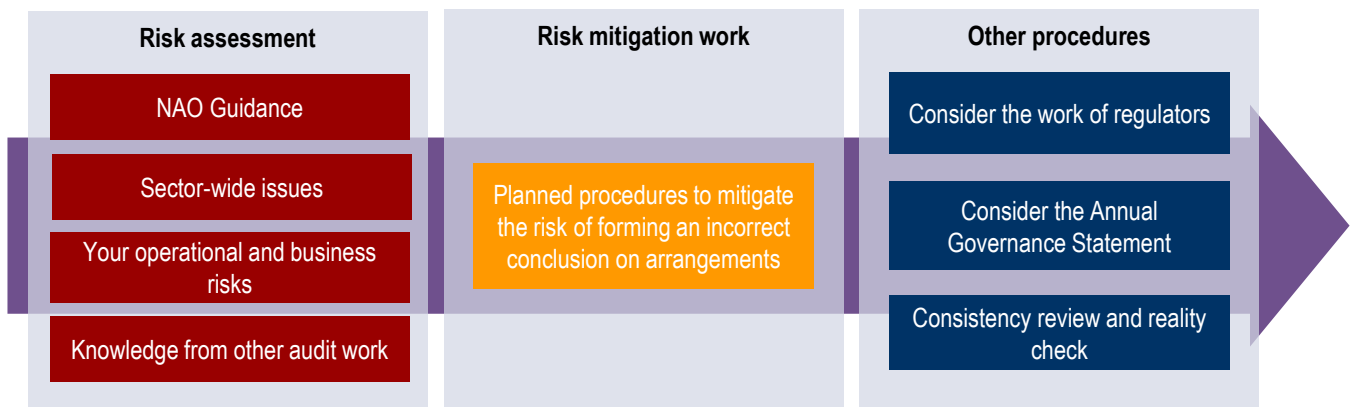 Risk assessment
NAO Guidance
Sector-wide issues
Your operational and business
risks
Knowledge from other audit work
Risk mitigation work
Planned procedures to mitigate
the risk of forming an incorrect
conclusion on arrangements
Other procedures
Consider the work of regulators
Consider the Annual
Governance Statement
Consistency review and reality
check